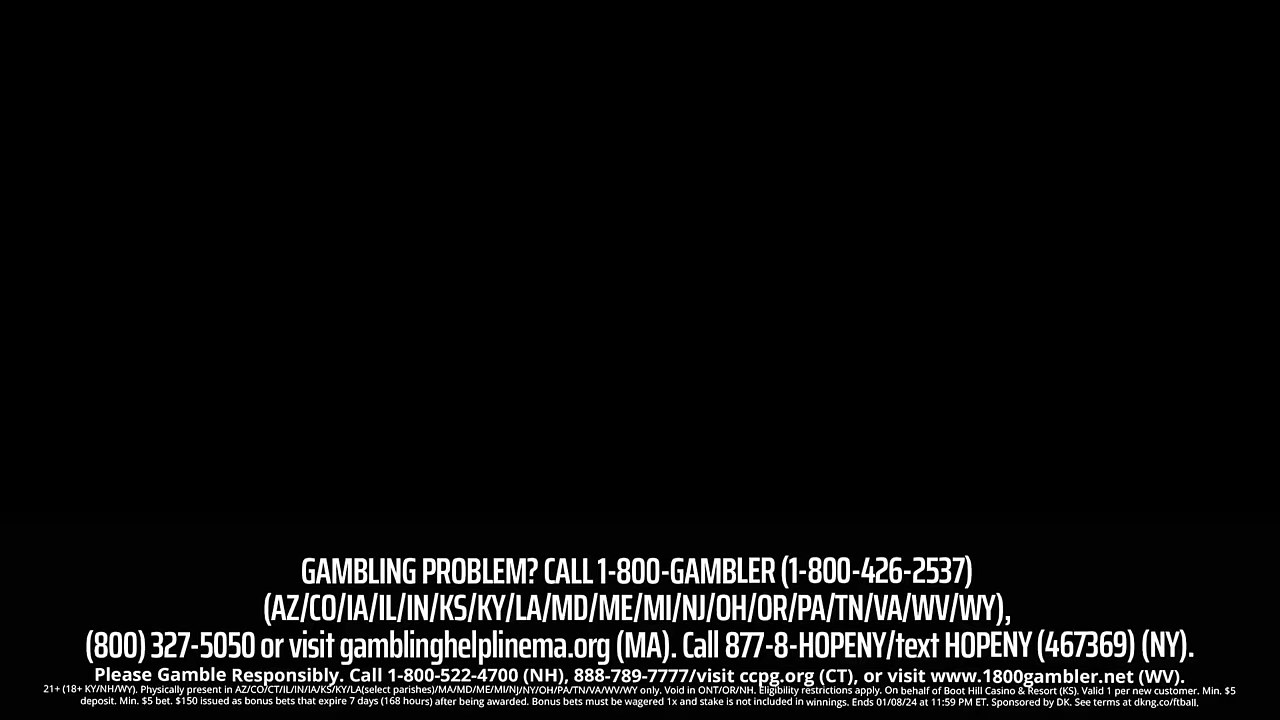 GAMBLING PROBLEM? CALL 1-800-GAMBLER (1-800-426-2537)
(AZ/CO/IA/IL/IN/KS/KY/LA/MD/ME/MI/NJ/OH/OR/PA/TN/VA/WV/WY),
(800) 327-5050 or visit gamblinghelplinema.org (MA). Call 877-8-HOPENY/text HOPENY (467369) (NY).
Please Gamble Responsibly. Call 1-800-522-4700 (NH), 888-789-7777/visit ccpg.org (CT), or visit www.1800gambler.net (WV).
21+ (18+ KY/NH/WY). Physically present in AZ/CO/CT/IL/IN/IA/KS/KY/LA(select parishes)/MA/MD/ME/MI/NJ/NY/OH/PA/TN/VA/WV/WY only. Void in ONT/OR/NH. Eligibility restrictions apply. On behalf of Boot Hill Casino & Resort (KS). Valid 1 per new customer. Min. $5
deposit. Min. $5 bet. $150 issued as bonus bets that expire 7 days (168 hours) after being awarded. Bonus bets must be wagered 1x and stake is not included in winnings. Ends 01/08/24 at 11:59 PM ET. Sponsored by DK. See terms at dkng.co/ftball.